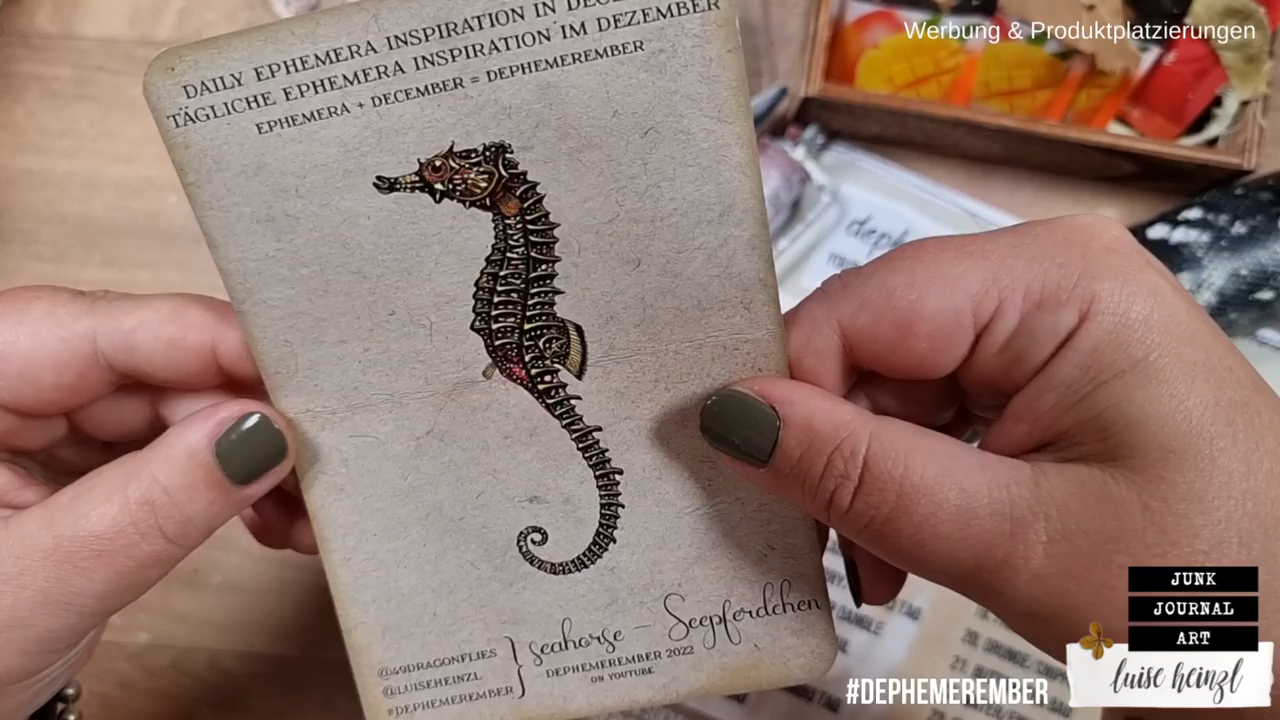 Werbung & Produktplatzierungen
DAILY EPHEMERA INSPIRATION IN
TÄGLICHE EPHEMERA INSPIRATION IM DEZEMBER
EPHEMERA + DECEMBER = DEPHEMEREMBER
seahorse – Seepferdchen
DEPHEMEREMBER 2022
ON YOUTUBE
@49DRAGONFLIES
@LUISEHEINZL
#DEPHEMEREMBER
JUNK
JOURNAL
ART
luise heinzl
#DEPHEMEREMBER